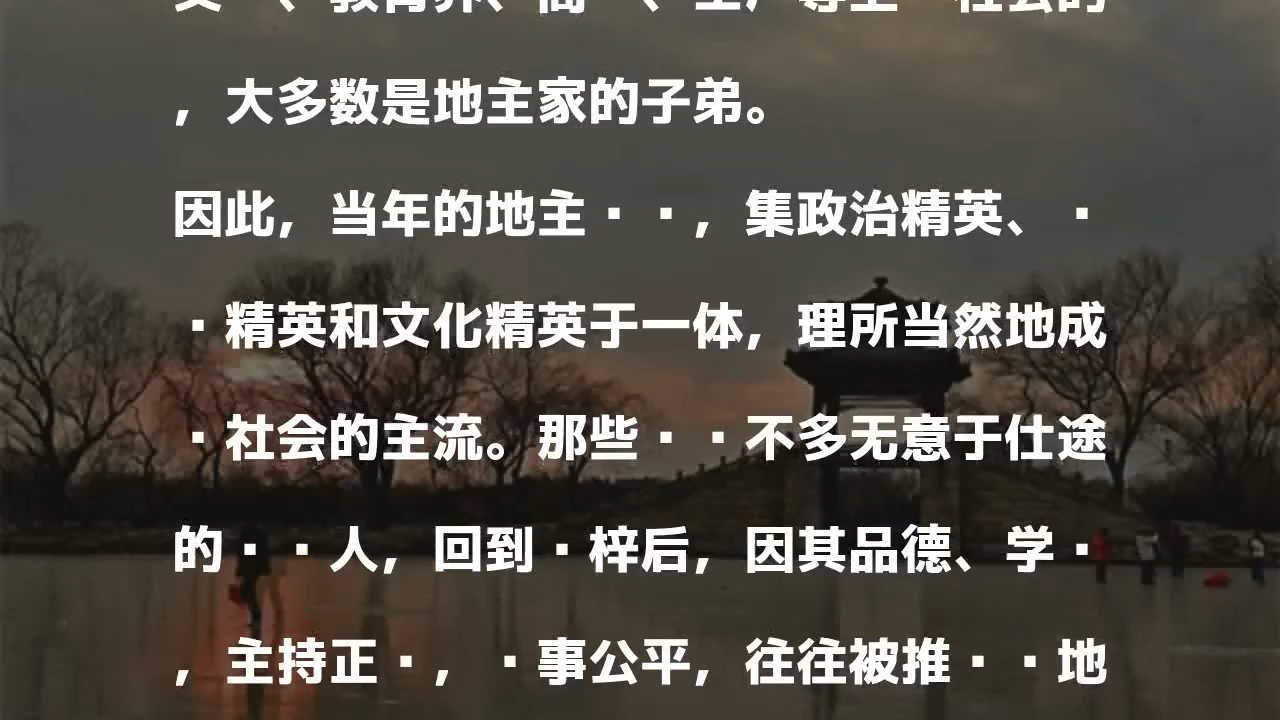 ，大多数是地主家的子弟。
因此，当年的地主··，集政治精英、·
·精英和文化精英于一体，理所当然地成
·社会的主流。那些··不多无意于仕途
的··人，回到·梓后，因其品德、学·
，主持正·，·事公平，往往被推··地